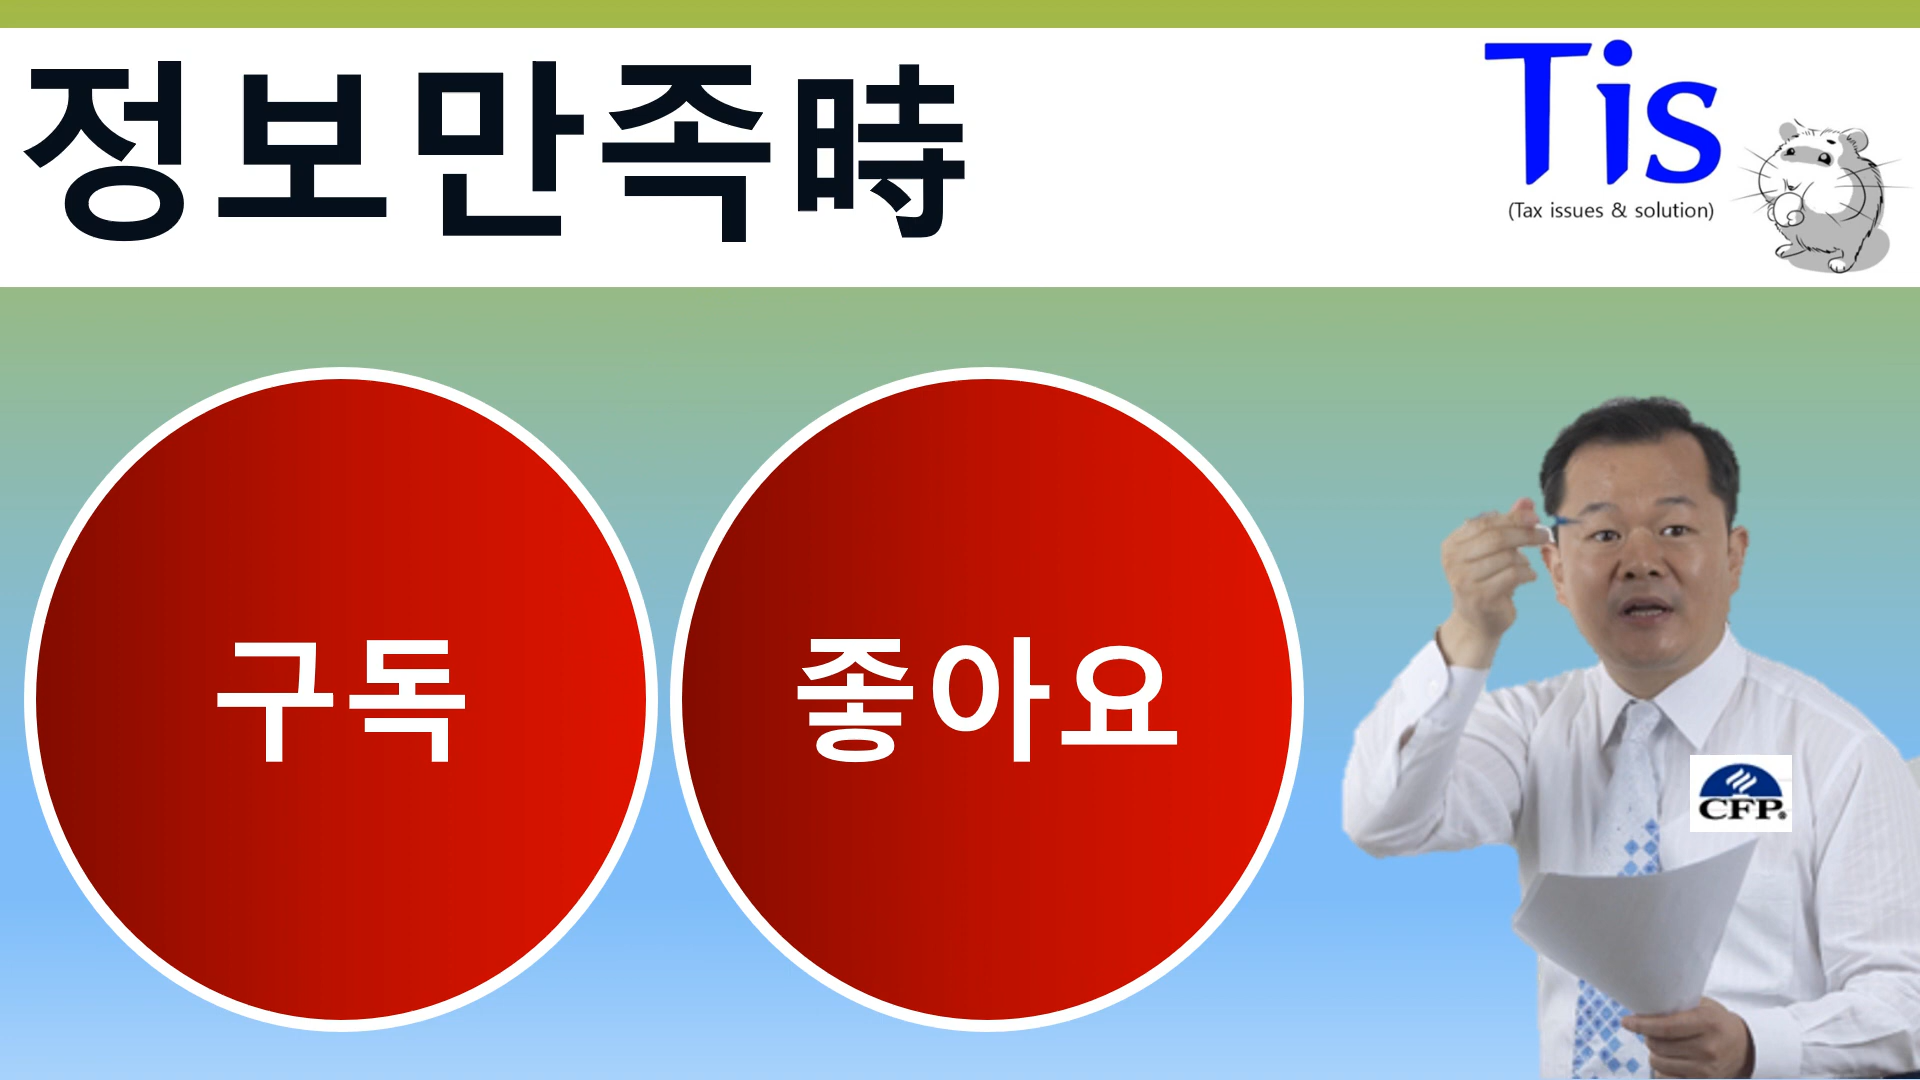 정보만족時
Tis
(Tax issues & solution)
구독
좋아요
CFP®